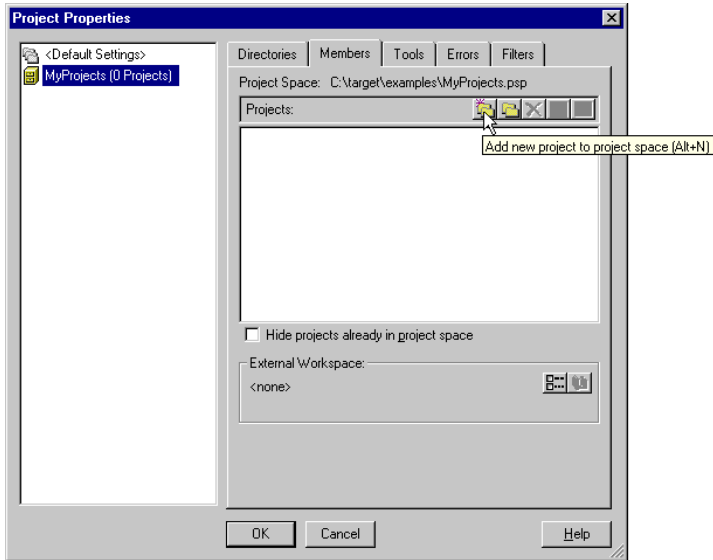 Project Properties
<Default Settings>
MyProjects (0 Projects)
Directories Members Tools Errors Filters
Project Space: C:\target\examples\MyProjects.psp
Projects:
Add new project to project space (Alt+N)
Hide projects already in project space
External Workspace:
<none>
OK Cancel Help